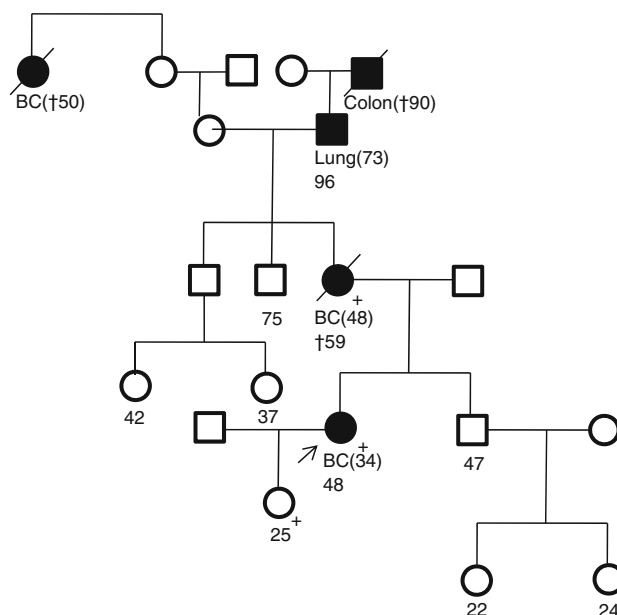 BC(†50)
Colon(†90)
Lung(73)
96
75
+
BC(48)
†59
42
37
+
BC(34)
48
47
25+
22
24